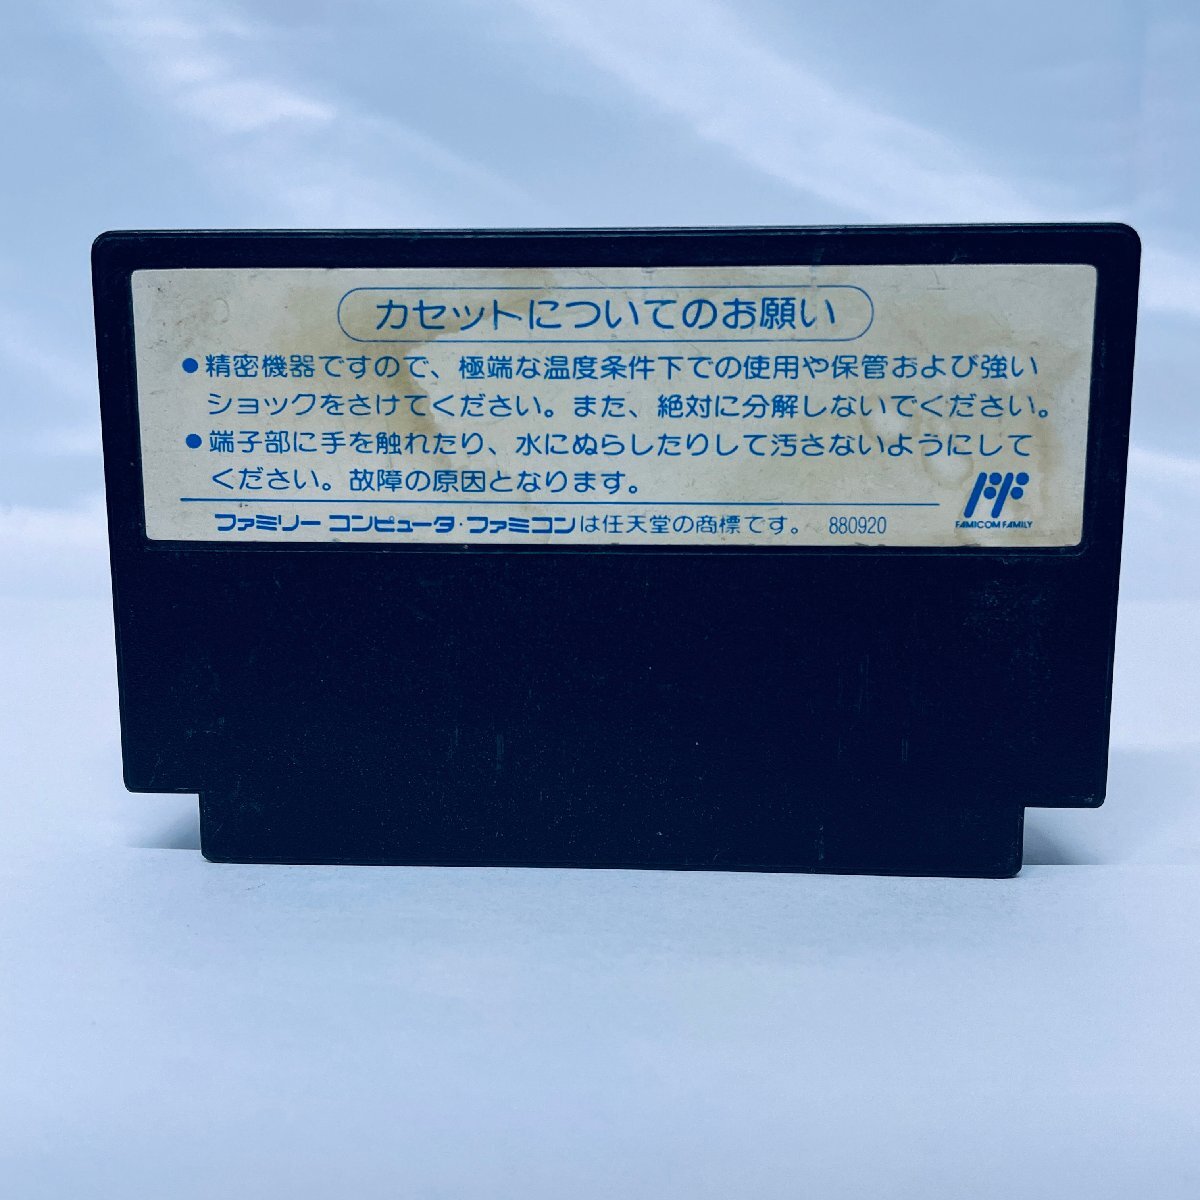 カセットについてのお願い
●精密機器ですので、極端な温度条件下での使用や保管および強い
ショックをさけてください。また、絶対に分解しないでください。
●端子部に手を触れたり、水にぬらしたりして汚さないようにして
ください。故障の原因となります。
FAMICOM FAMILY
ファミリー コンピュータ・ファミコンは任天堂の商標です。 880920